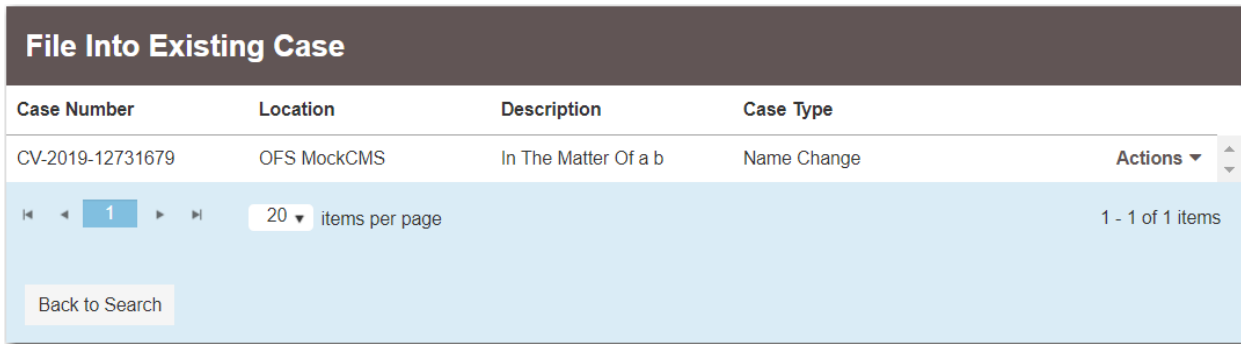 File Into Existing Case
Case Number Location Description Case Type
CV-2019-12731679 OFS MockCMS In The Matter Of a b Name Change Actions
1 20 items per page 1 - 1 of 1 items
Back to Search